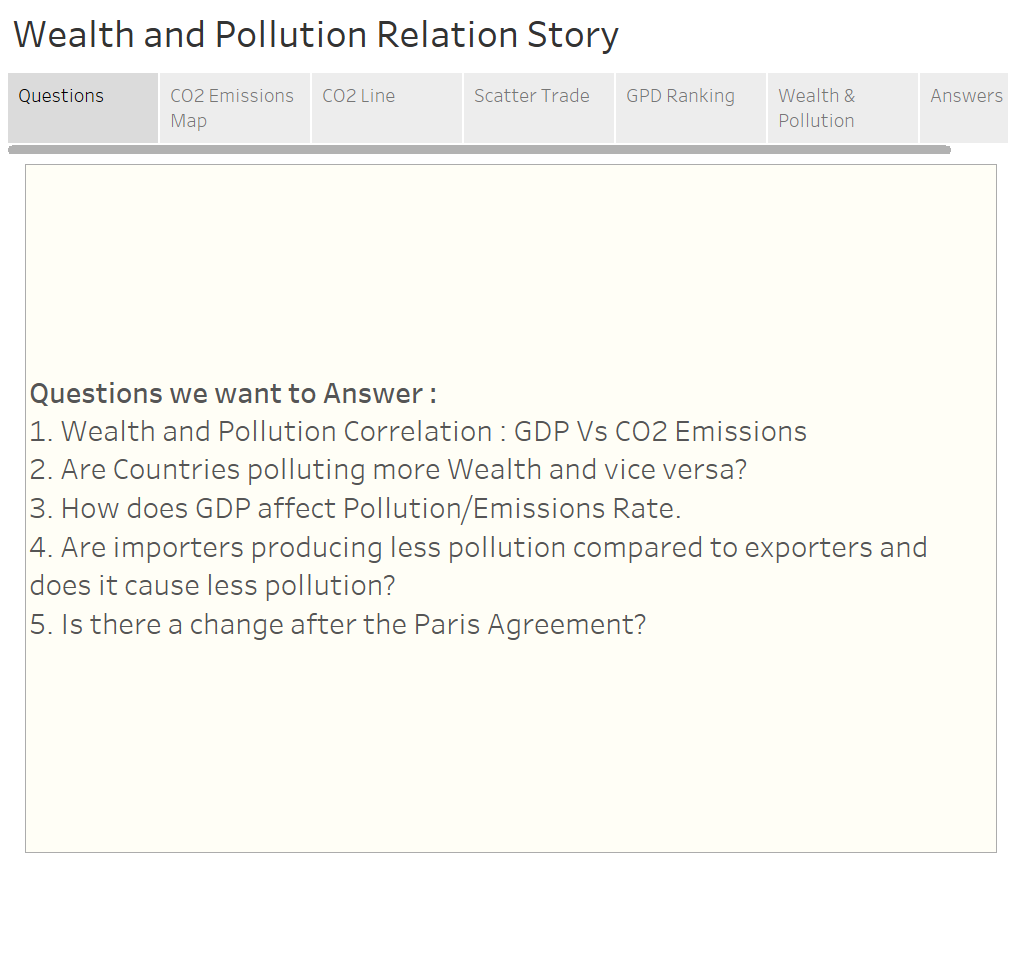 Wealth and Pollution Relation Story
Questions
CO2 Emissions
Map
CO2 Line
Scatter Trade
GPD Ranking
Wealth &
Pollution
Answers
Questions we want to Answer :
1. Wealth and Pollution Correlation : GDP Vs CO2 Emissions
2. Are Countries polluting more Wealth and vice versa?
3. How does GDP affect Pollution/Emissions Rate.
4. Are importers producing less pollution compared to exporters and
does it cause less pollution?
5. Is there a change after the Paris Agreement?